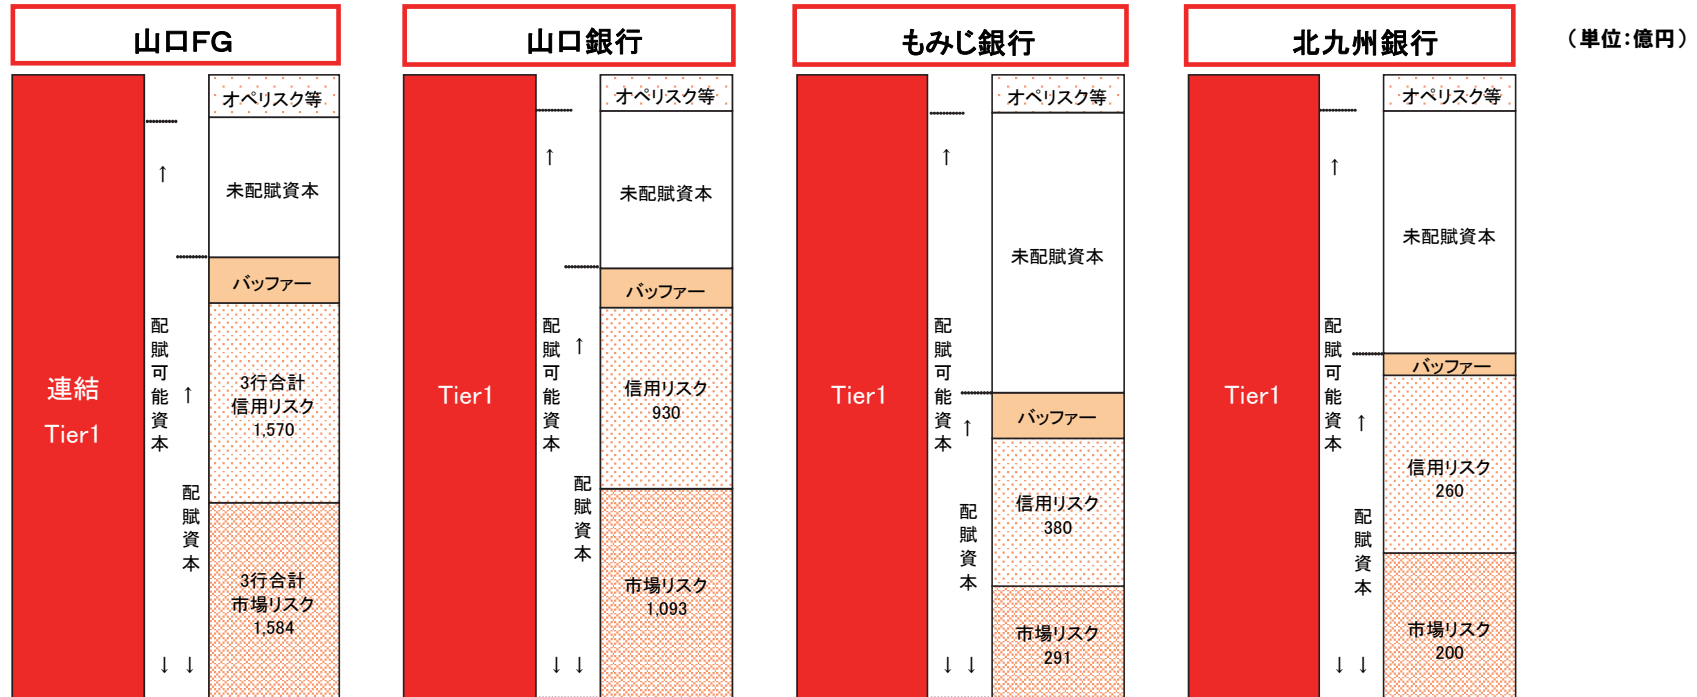 山口FG
山口銀行
もみじ銀行
北九州銀行
（単位:億円）
連結
Tier1
↑
配賦可能資本
↓
↑
配賦資本
↓
オペリスク等
未配賦資本
バッファー
3行合計
信用リスク
1,570
3行合計
市場リスク
1,584
Tier1
↑
配賦可能資本
↓
↑
配賦資本
↓
オペリスク等
未配賦資本
バッファー
信用リスク
930
市場リスク
1,093
Tier1
↑
配賦可能資本
↓
↑
配賦資本
↓
オペリスク等
未配賦資本
バッファー
信用リスク
380
市場リスク
291
Tier1
↑
配賦可能資本
↓
↑
配賦資本
↓
オペリスク等
未配賦資本
バッファー
信用リスク
260
市場リスク
200